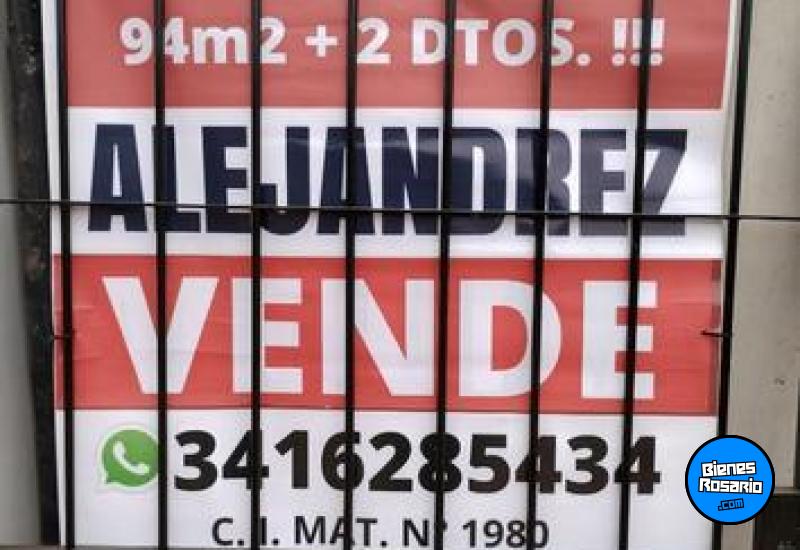 94m2 + 2 DTOS. !!!
ALEJANDREZ
VENDE
3416285434
C. I. MAT. Nº 1980
Bienes
Rosario
.com